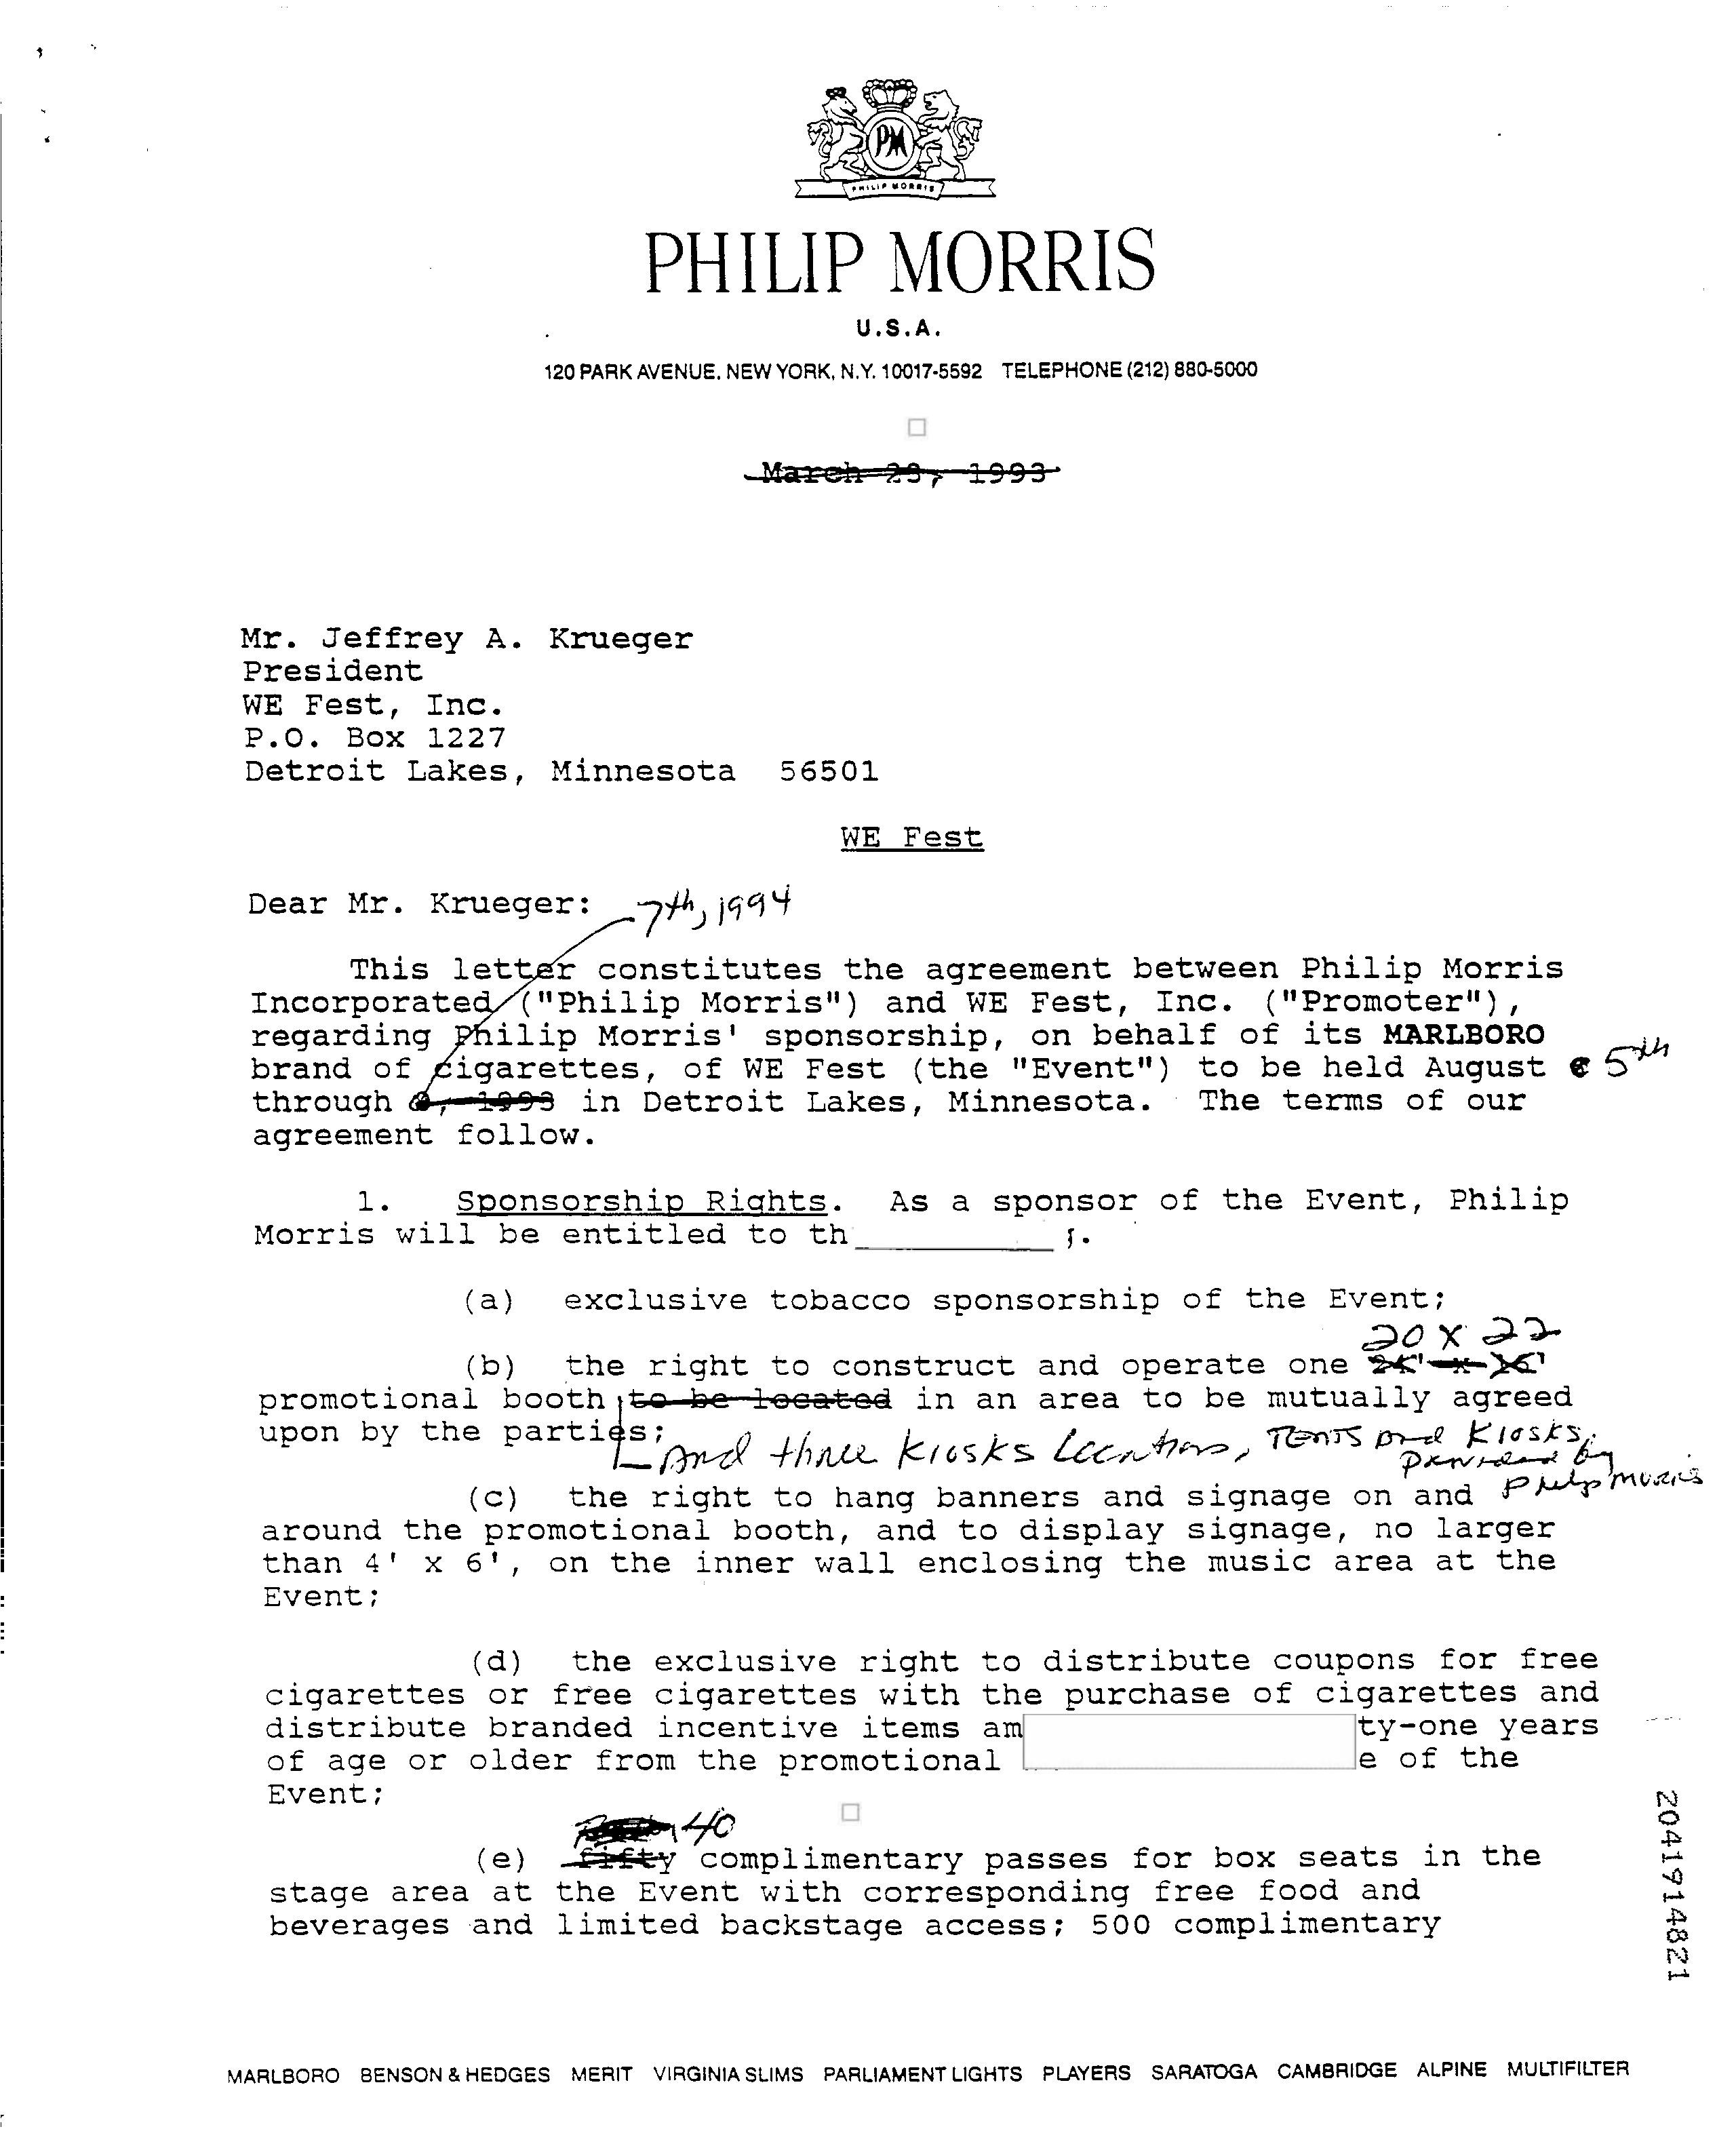 PM
PHILIP MORRIS
PHILIP MORRIS
U.S.A.
120 PARK AVENUE, NEW YORK, N.Y. 10017-5592 TELEPHONE (212) 880-5000
March 23, 1993
Mr. Jeffrey A. Krueger
President
WE Fest, Inc.
P.O. Box 1227
Detroit Lakes, Minnesota 56501
WE Fest
Dear Mr. Krueger: 7th, 1994
This letter constitutes the agreement between Philip Morris
Incorporated ("Philip Morris") and WE Fest, Inc. ("Promoter"),
regarding Philip Morris' sponsorship, on behalf of its MARLBORO
brand of cigarettes, of WE Fest (the "Event") to be held August 5th
through 1993 in Detroit Lakes, Minnesota. The terms of our
agreement follow.
1. Sponsorship Rights. As a sponsor of the Event, Philip
Morris will be entitled to th
(a) exclusive tobacco sponsorship of the Event;
20 x 22
(b) the right to construct and operate one
promotional booth to be located in an area to be mutually agreed
upon by the parties;
And three Kiosks Locations, Tents and Kiosks,
provided by
Philip Morris
(c) the right to hang banners and signage on and
around the promotional booth, and to display signage, no larger
than 4' x 6', on the inner wall enclosing the music area at the
Event;
(d) the exclusive right to distribute coupons for free
cigarettes or free cigarettes with the purchase of cigarettes and
distribute branded incentive items am ty-one years
of age or older from the promotional e of the
Event;
40
(e) fifty complimentary passes for box seats in the
stage area at the Event with corresponding free food and
beverages and limited backstage access; 500 complimentary
2041914821
MARLBORO BENSON & HEDGES MERIT VIRGINIA SLIMS PARLIAMENT LIGHTS PLAYERS SARATOGA CAMBRIDGE ALPINE MULTIFILTER